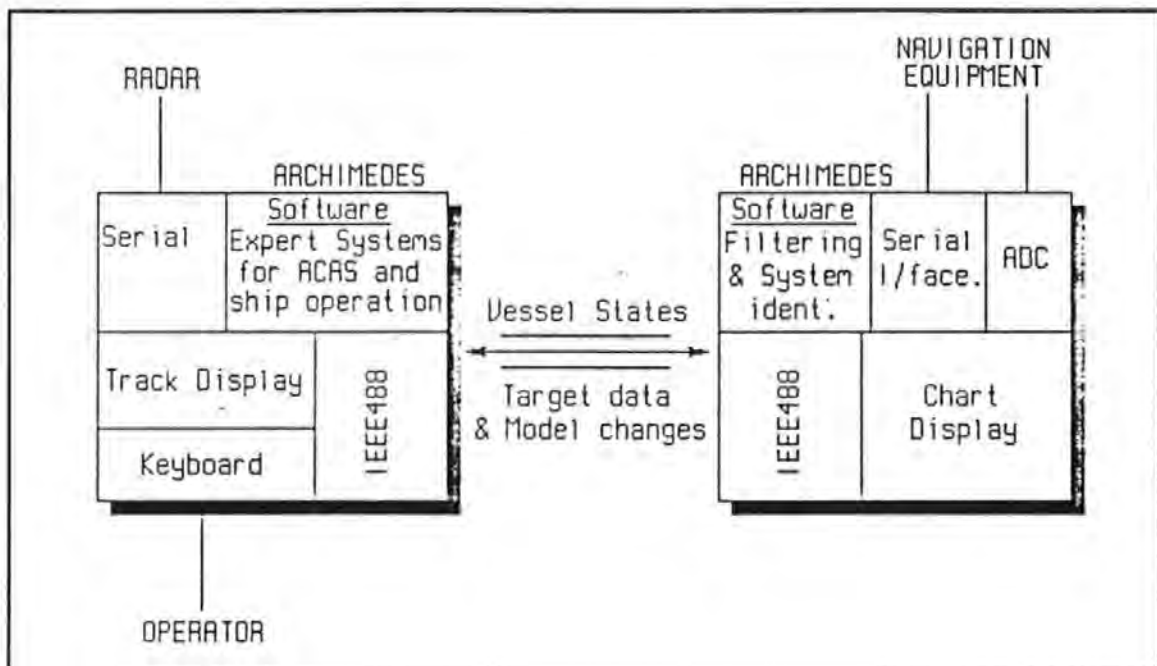 RADAR
NAVIGATION
EQUIPMENT
ARCHIMEDES
Serial
Software
Expert Systems
for ACAS and
ship operation
Track Display
Keyboard
IEEE488
OPERATOR
Vessel States
Target data
& Model changes
ARCHIMEDES
Software
Filtering
& System
ident.
Serial
I/face.
ADC
IEEE488
Chart
Display